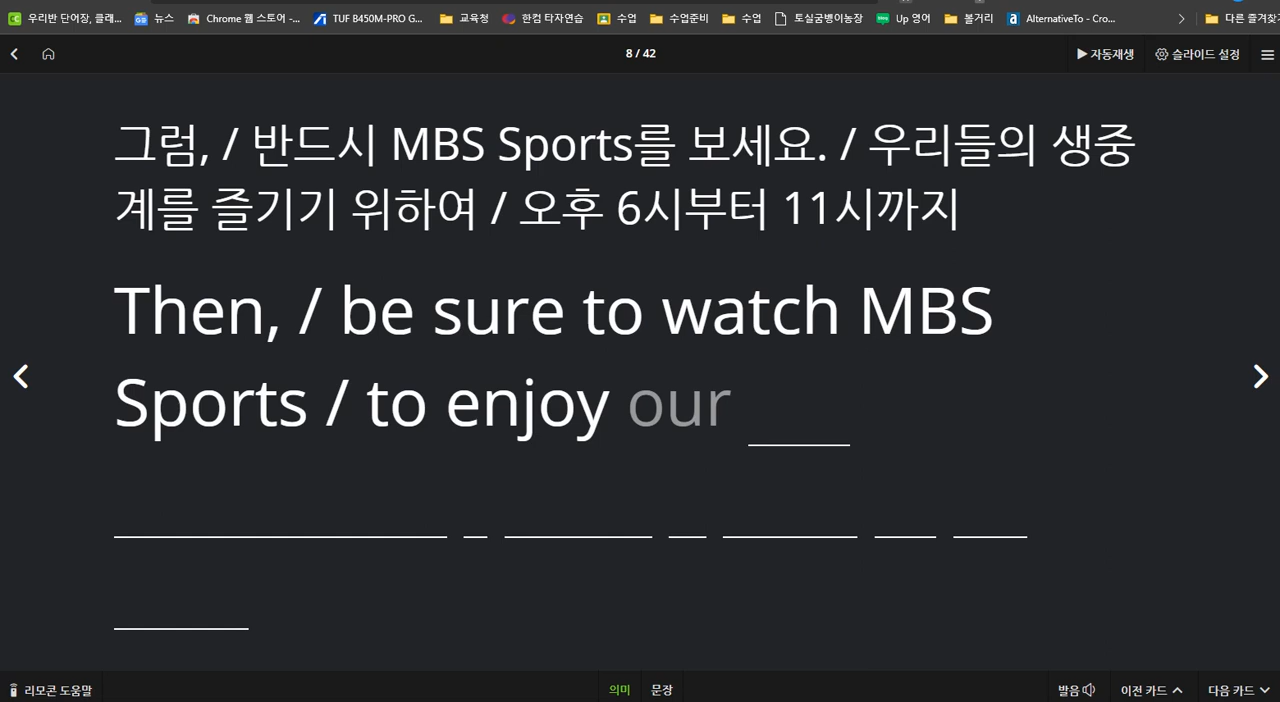 우리반 단어장, 클래... 뉴스 Chrome 웹 스토어 -... TUF B450M-PRO G... 교육청 한컴 타자연습 수업 수업준비 수업 토실굼벵이농장 Up 영어 볼거리 AlternativeTo - Cro... 다른 즐겨찾기
8 / 42 자동재생 슬라이드 설정
그럼, / 반드시 MBS Sports를 보세요. / 우리들의 생중
계를 즐기기 위하여 / 오후 6시부터 11시까지
Then, / be sure to watch MBS
Sports / to enjoy our
리모콘 도움말 의미 문장 발음 이전 카드 다음 카드